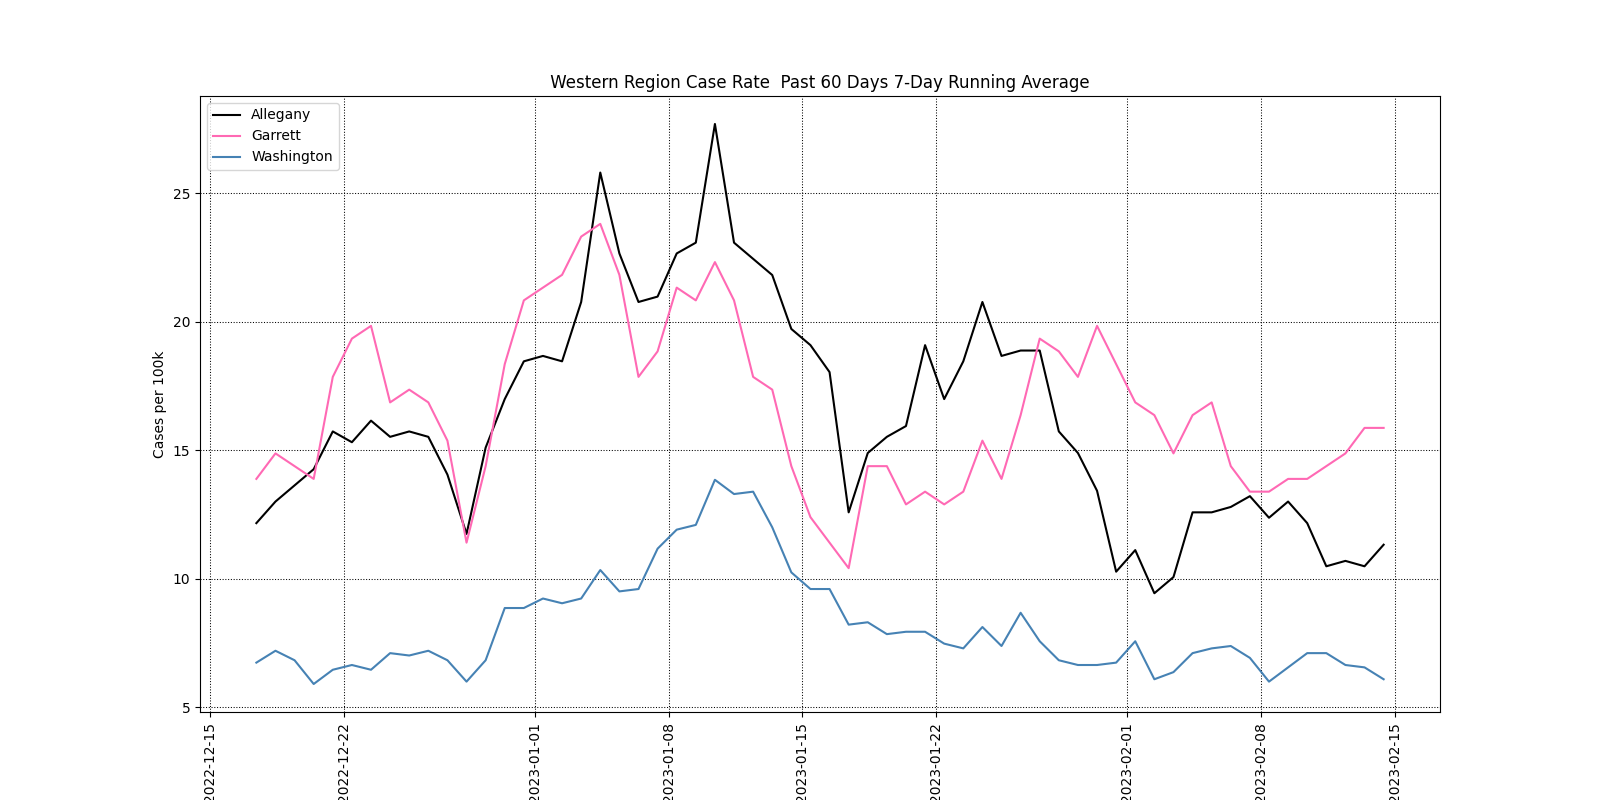 Western Region Case Rate  Past 60 Days 7-Day Running Average
Allegany
Garrett
Washington
Cases per 100k
25
20
15
10
5
2022-12-15
2022-12-22
2023-01-01
2023-01-08
2023-01-15
2023-01-22
2023-02-01
2023-02-08
2023-02-15